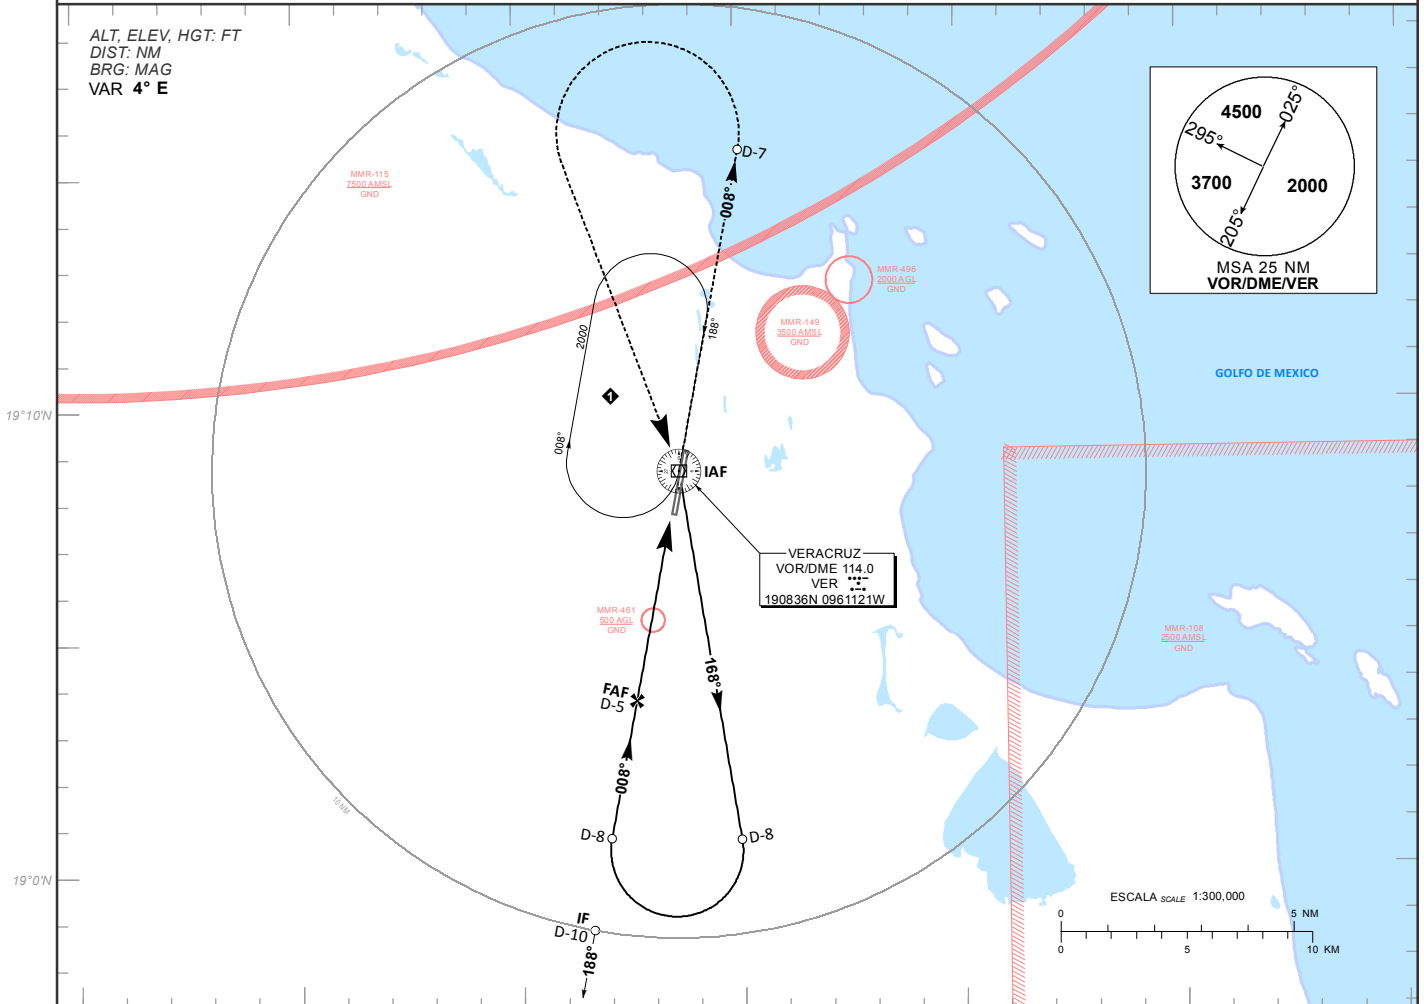 ALT, ELEV, HGT: FT
DIST: NM
BRG: MAG
VAR 4° E
4500
025°
295°
3700
2000
205°
MSA 25 NM
VOR/DME/VER
D-7
008°
MMR-115
7500 AMSL
GND
MMR-496
2000 AGL
GND
MMR-149
3500 AMSL
GND
188°
2000
GOLFO DE MEXICO
1
19°10'N
008°
IAF
VERACRUZ
VOR/DME 114.0
VER
190836N 0961121W
MMR-461
500 AGL
GND
MMR-108
2500 AMSL
GND
168°
FAF
D-5
008°
10 NM
D-8
D-8
19°0'N
ESCALA SCALE 1:300,000
0 5 NM
0 5 10 KM
IF
D-10
188°